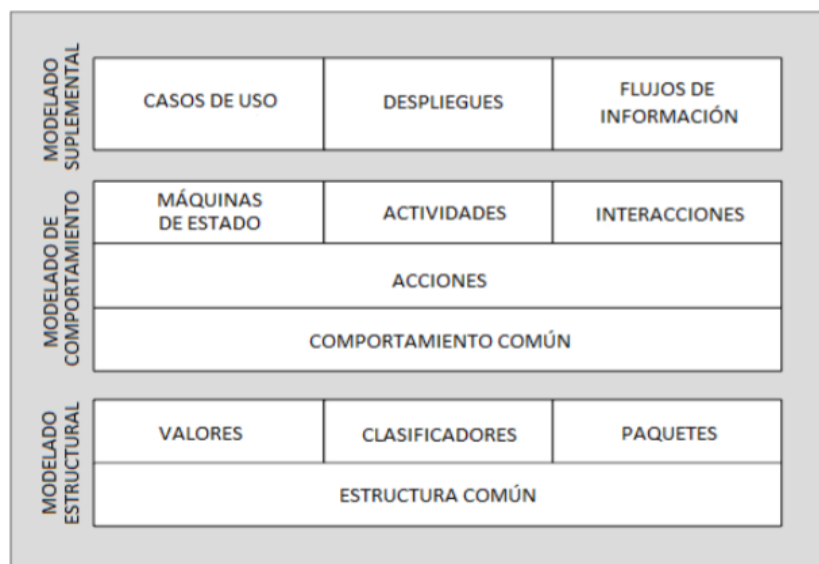 MODELADO
SUPLEMENTAL
CASOS DE USO
DESPLIEGUES
FLUJOS DE
INFORMACIÓN
MODELADO DE
COMPORTAMIENTO
MÁQUINAS
DE ESTADO
ACTIVIDADES
INTERACCIONES
ACCIONES
COMPORTAMIENTO COMÚN
MODELADO
ESTRUCTURAL
VALORES
CLASIFICADORES
PAQUETES
ESTRUCTURA COMÚN